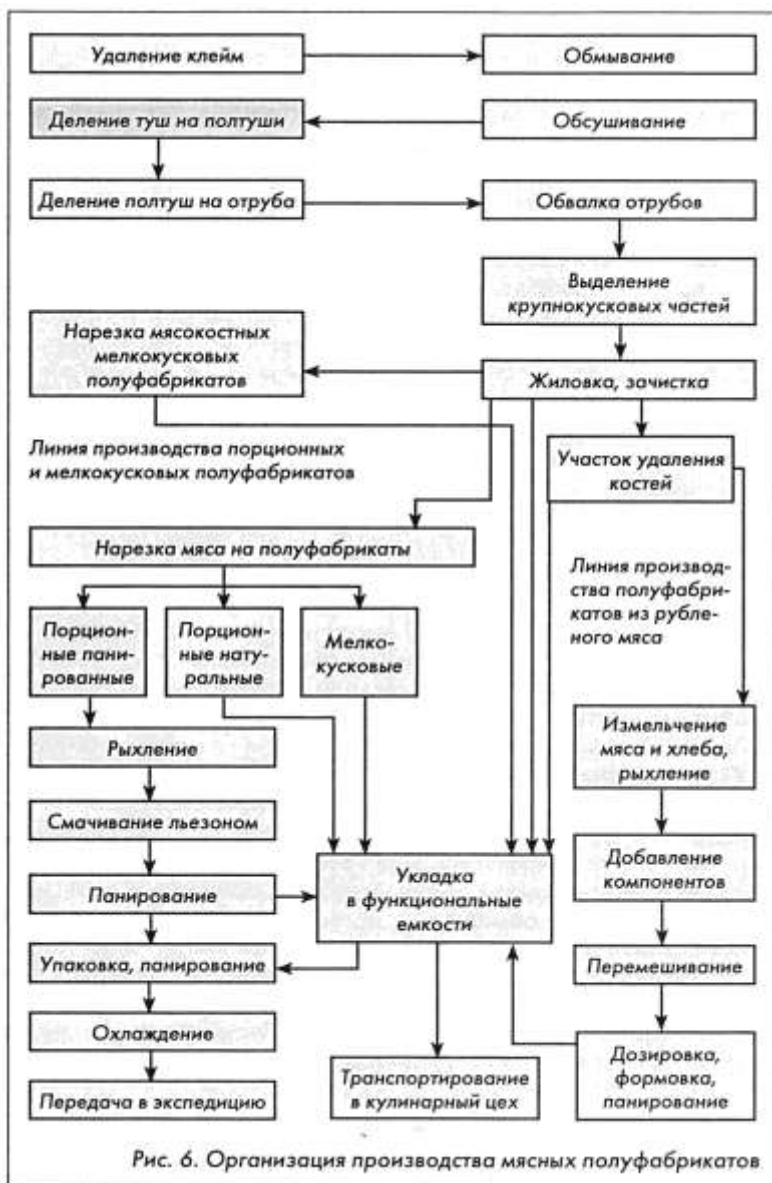 Удаление клейм
Обмывание
Деление туш на полтуши
Обсушивание
Деление полтуш на отруба
Обвалка отрубов
Выделение
крупнокусковых частей
Нарезка мясокостных
мелкокусковых
полуфабрикатов
Жиловка, зачистка
Линия производства порционных
и мелкокусковых полуфабрикатов
Участок удаления
костей
Нарезка мяса на полуфабрикаты
Линия производ-
ства полуфабри-
катов из рубле-
ного мяса
Порцион-
ные пани-
рованные
Порцион-
ные нату-
ральные
Мелко-
кусковые
Измельчение
мяса и хлеба,
рыхление
Рыхление
Смачивание льезоном
Панирование
Укладка
в функциональные
емкости
Добавление
компонентов
Упаковка, панирование
Перемешивание
Охлаждение
Дозировка,
формовка,
панирование
Передача в экспедицию
Транспортирование
в кулинарный цех
Рис. 6. Организация производства мясных полуфабрикатов